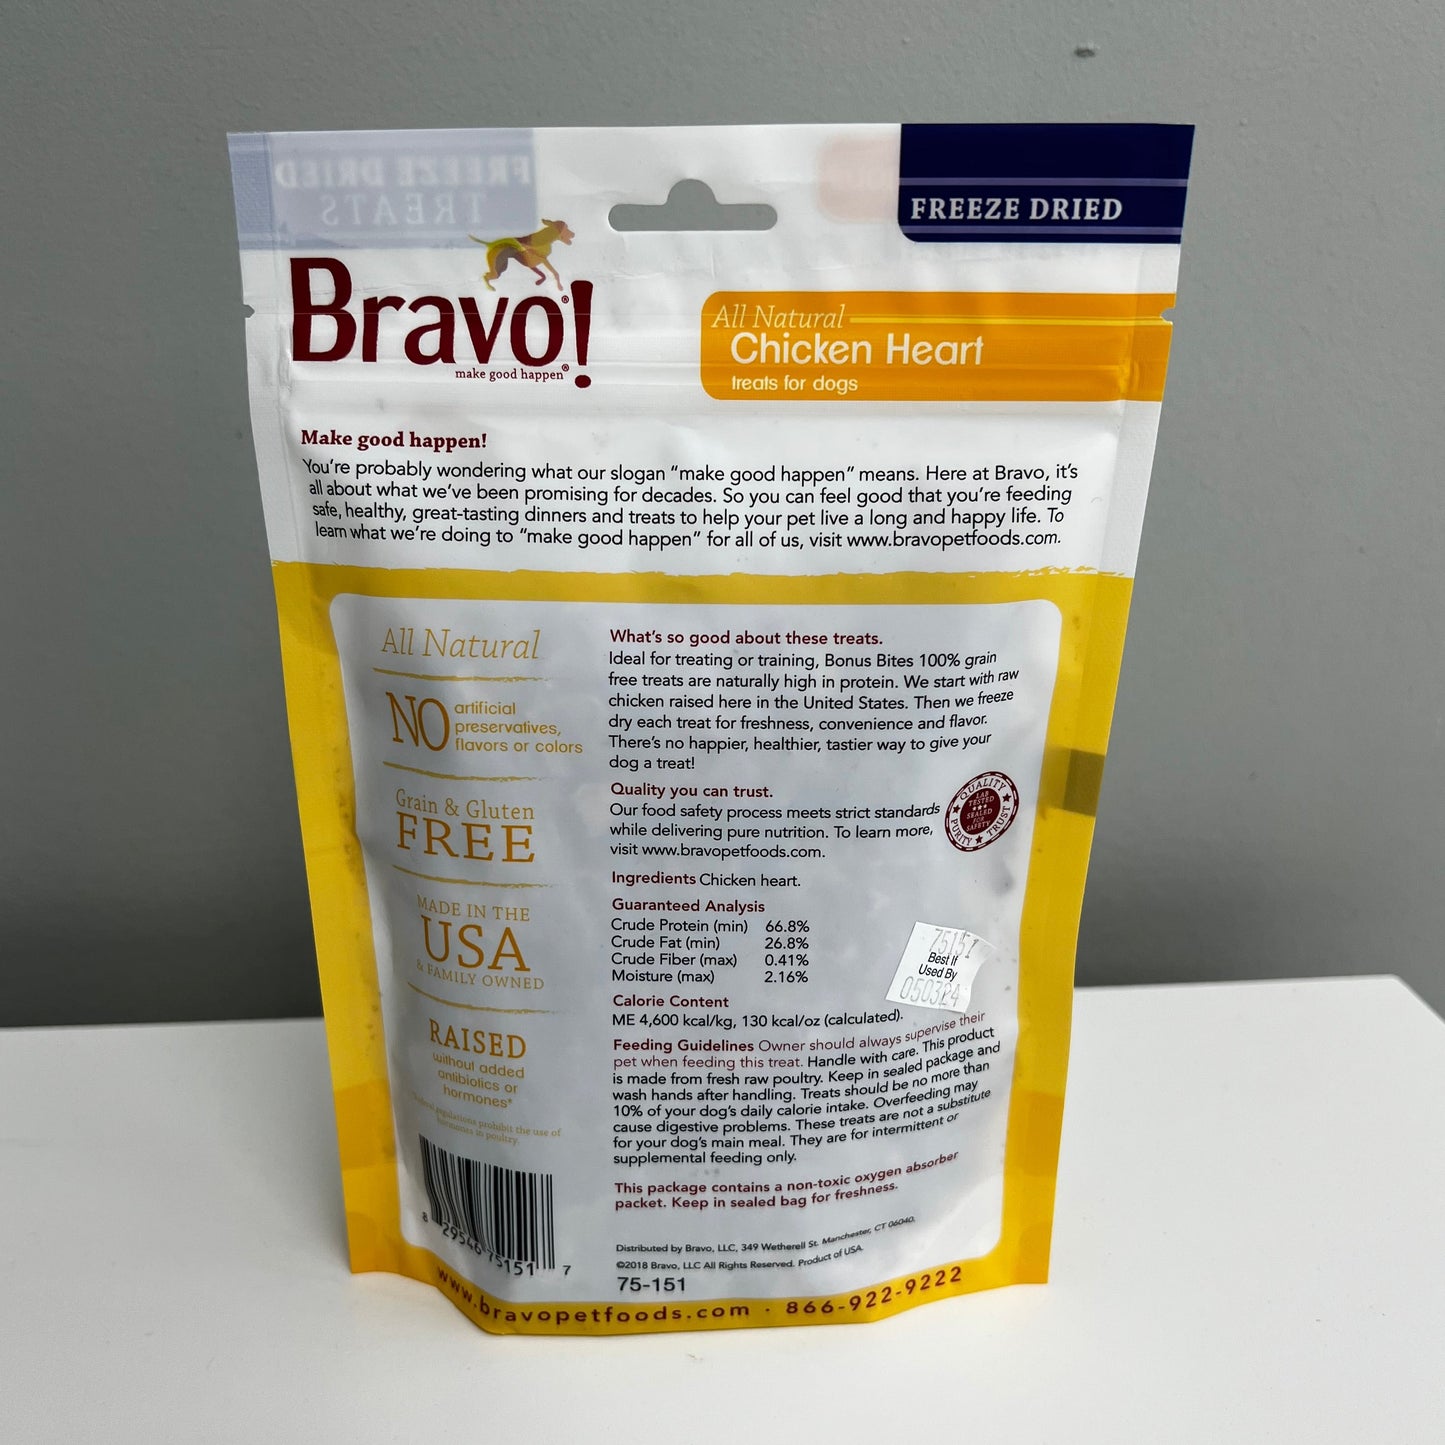 FREEZE DRIED
TREATS
FREEZE DRIED
Bravo!
make good happen®
All Natural
Chicken Heart
treats for dogs
Make good happen!
You're probably wondering what our slogan "make good happen" means. Here at Bravo, it's
all about what we've been promising for decades. So you can feel good that you're feeding
safe, healthy, great-tasting dinners and treats to help your pet live a long and happy life. To
learn what we're doing to "make good happen" for all of us, visit www.bravopetfoods.com.
All Natural
NO artificial
preservatives,
flavors or colors
Grain & Gluten
FREE
MADE IN THE
USA
& FAMILY OWNED
RAISED
without added
antibiotics or
hormones*
*Federal regulations prohibit the use of
hormones in poultry.
8 29546 75151 7
What's so good about these treats.
Ideal for treating or training, Bonus Bites 100% grain
free treats are naturally high in protein. We start with raw
chicken raised here in the United States. Then we freeze
dry each treat for freshness, convenience and flavor.
There's no happier, healthier, tastier way to give your
dog a treat!
Quality you can trust.
Our food safety process meets strict standards
while delivering pure nutrition. To learn more,
visit www.bravopetfoods.com.
QUALITY ★ TRUST ★ PURITY ★
LAB
TESTED
★★★
SEALED
FOR
SAFETY
Ingredients Chicken heart.
Guaranteed Analysis
Crude Protein (min) 66.8%
Crude Fat (min) 26.8%
Crude Fiber (max) 0.41%
Moisture (max) 2.16%
75151
Best If
Used By
050324
Calorie Content
ME 4,600 kcal/kg, 130 kcal/oz (calculated).
Feeding Guidelines Owner should always supervise their
pet when feeding this treat. Handle with care. This product
is made from fresh raw poultry. Keep in sealed package and
wash hands after handling. Treats should be no more than
10% of your dog's daily calorie intake. Overfeeding may
cause digestive problems. These treats are not a substitute
for your dog's main meal. They are for intermittent or
supplemental feeding only.
This package contains a non-toxic oxygen absorber
packet. Keep in sealed bag for freshness.
Distributed by Bravo, LLC, 349 Wetherell St. Manchester, CT 06040.
©2018 Bravo, LLC All Rights Reserved. Product of USA.
75-151
www.bravopetfoods.com · 866-922-9222